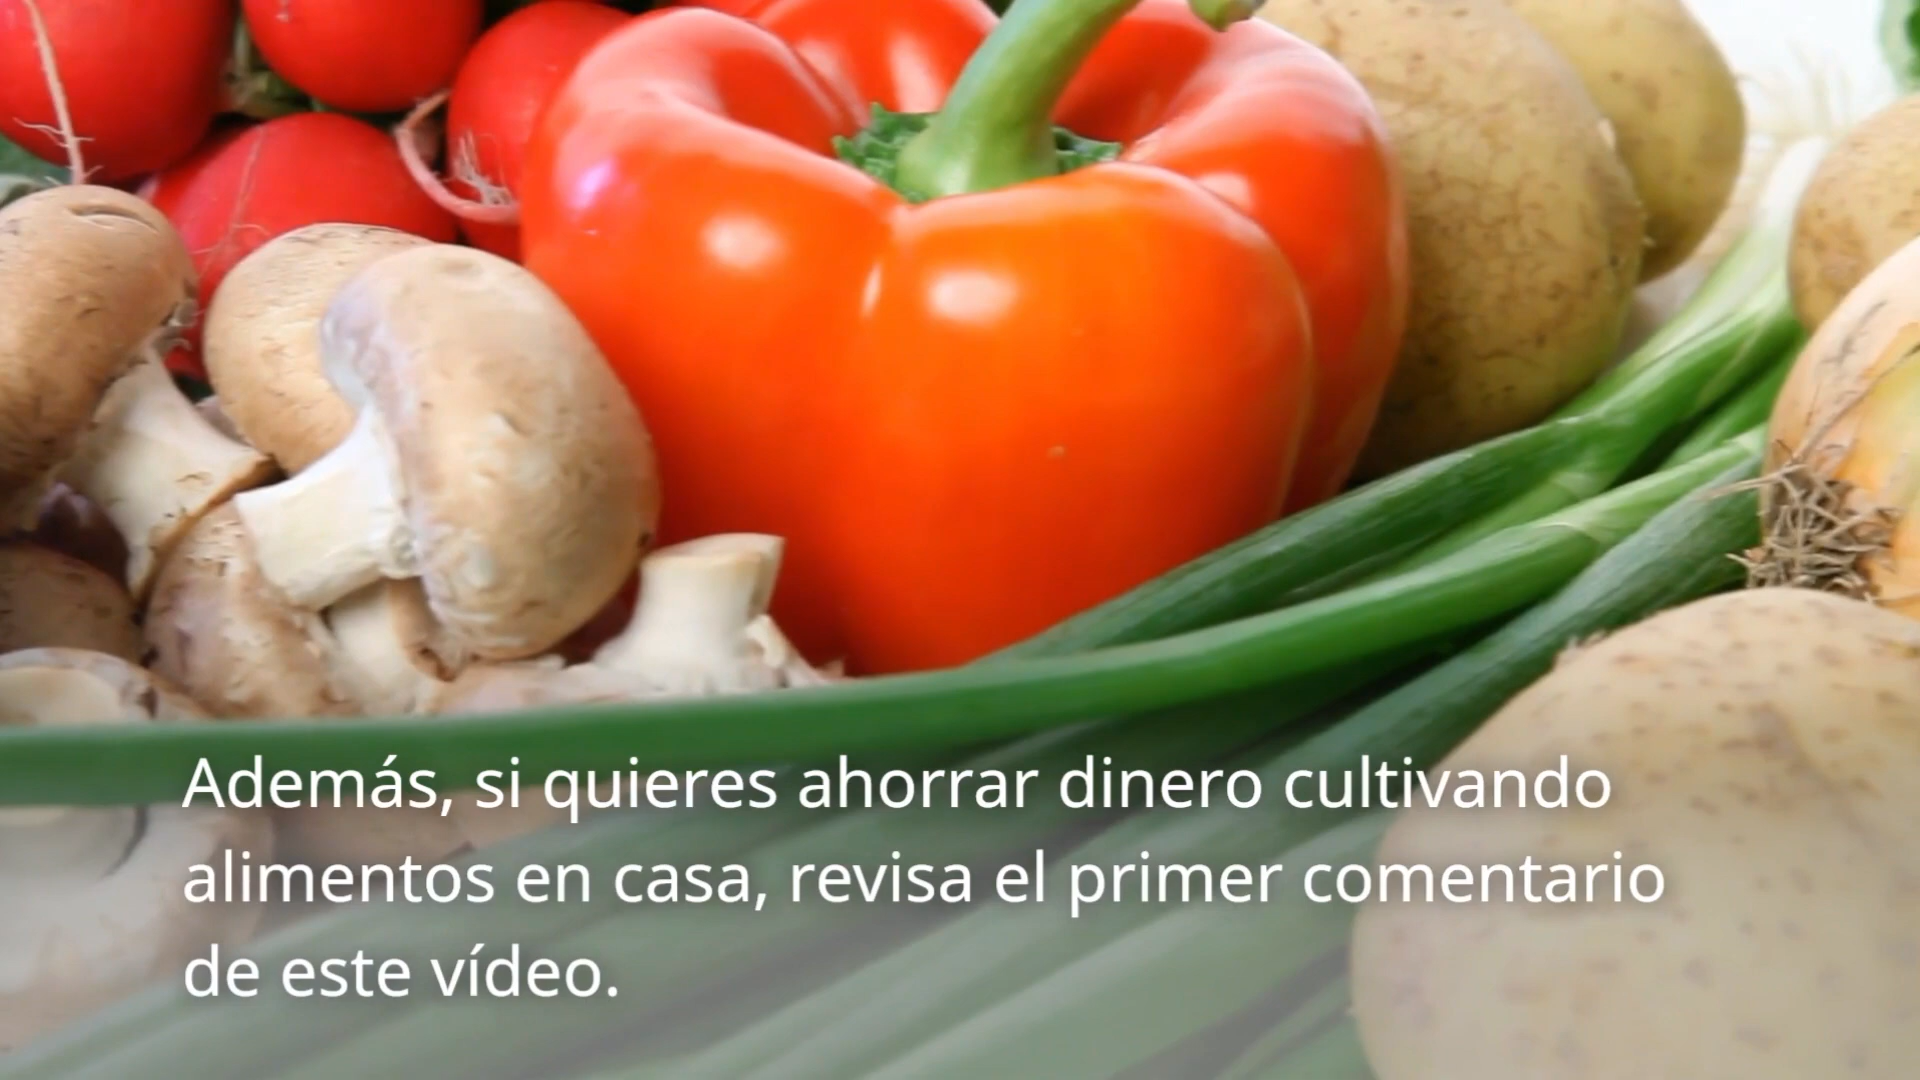 Además, si quieres ahorrar dinero cultivando
alimentos en casa, revisa el primer comentario
de este vídeo.